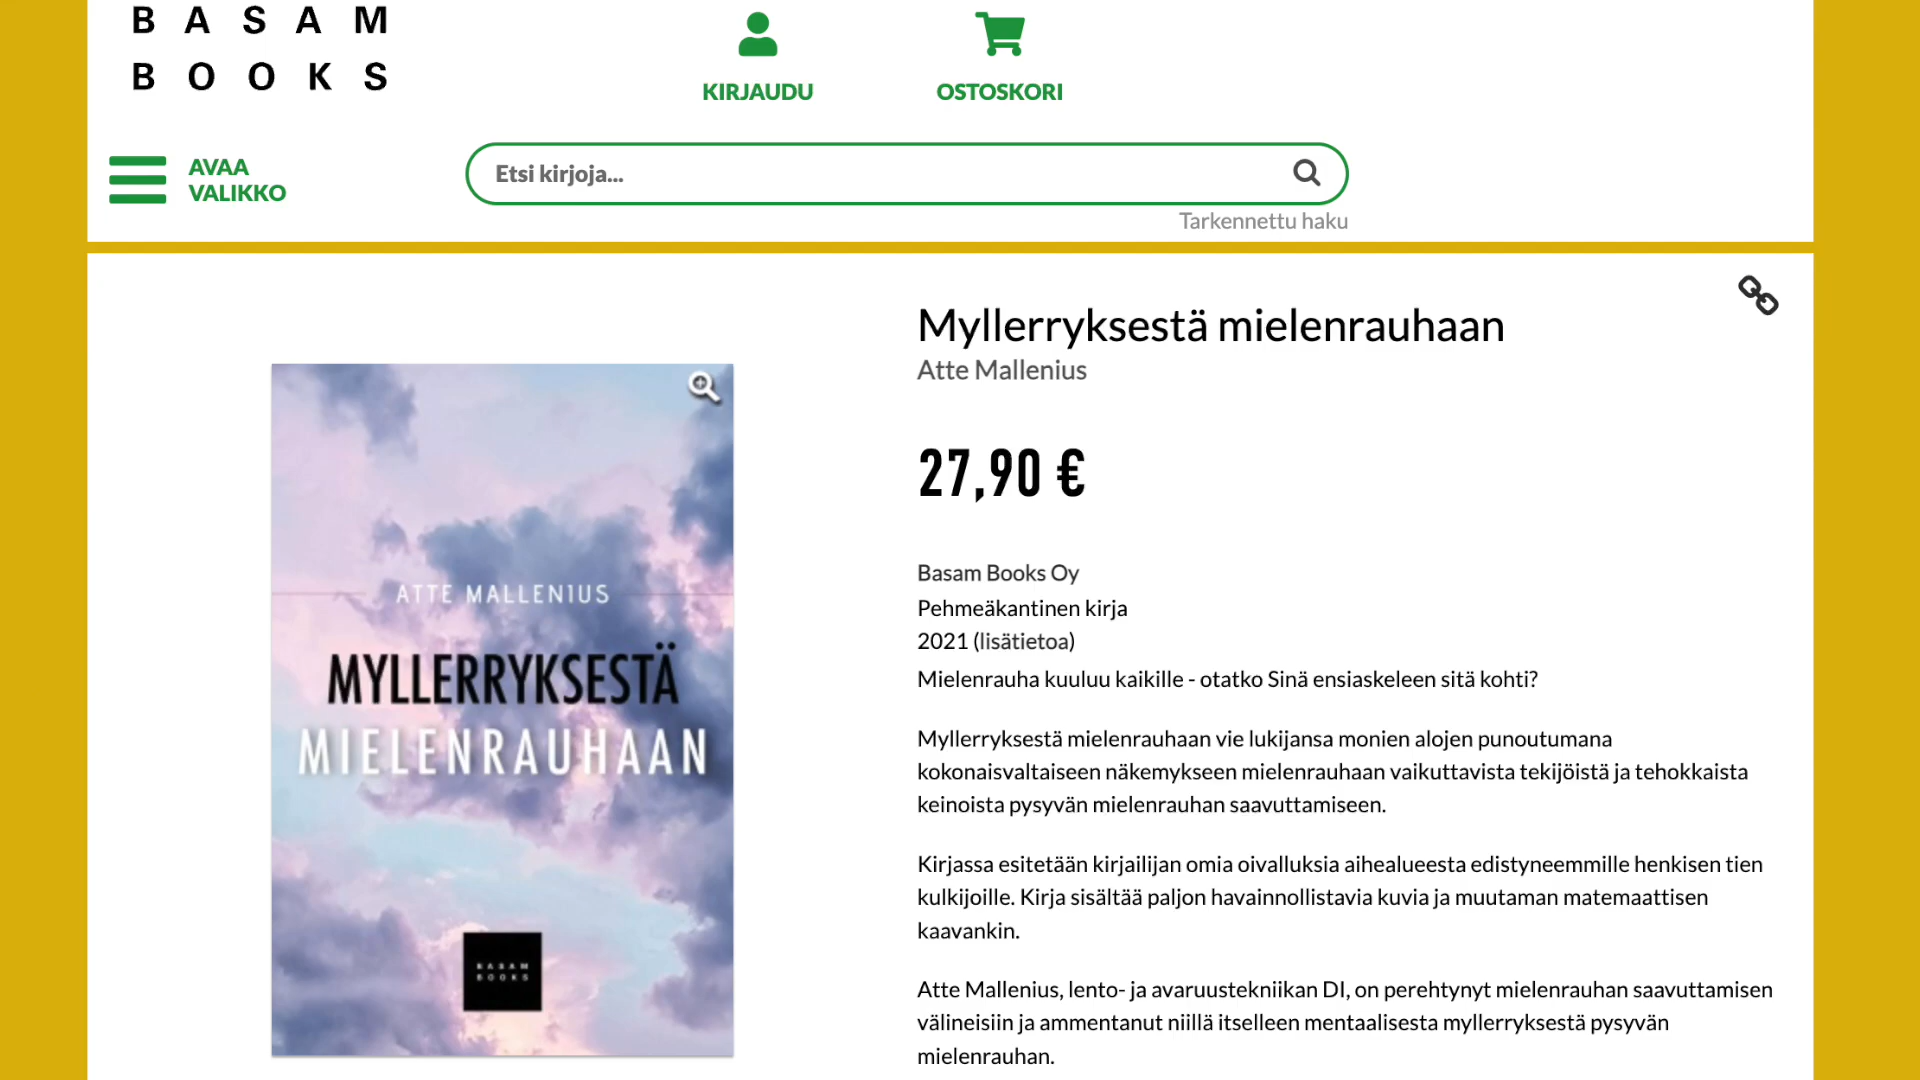 BASAM
BOOKS
KIRJAUDU
OSTOSKORI
AVAA
VALIKKO
Etsi kirjoja...
Tarkennettu haku
ATTE MALLENIUS
MYLLERRYKSESTÄ
MIELENRAUHAAN
BASAM
BOOKS
Myllerryksestä mielenrauhaan
Atte Mallenius
27,90 €
Basam Books Oy
Pehmeäkantinen kirja
2021 (lisätietoa)
Mielenrauha kuuluu kaikille - otatko Sinä ensiaskeleen sitä kohti?
Myllerryksestä mielenrauhaan vie lukijansa monien alojen punoutumana
kokonaisvaltaiseen näkemykseen mielenrauhaan vaikuttavista tekijöistä ja tehokkaista
keinoista pysyvän mielenrauhan saavuttamiseen.
Kirjassa esitetään kirjailijan omia oivalluksia aihealueesta edistyneemmille henkisen tien
kulkijoille. Kirja sisältää paljon havainnollistavia kuvia ja muutaman matemaattisen
kaavankin.
Atte Mallenius, lento- ja avaruustekniikan DI, on perehtynyt mielenrauhan saavuttamisen
välineisiin ja ammentanut niillä itselleen mentaalisesta myllerryksestä pysyvän
mielenrauhan.